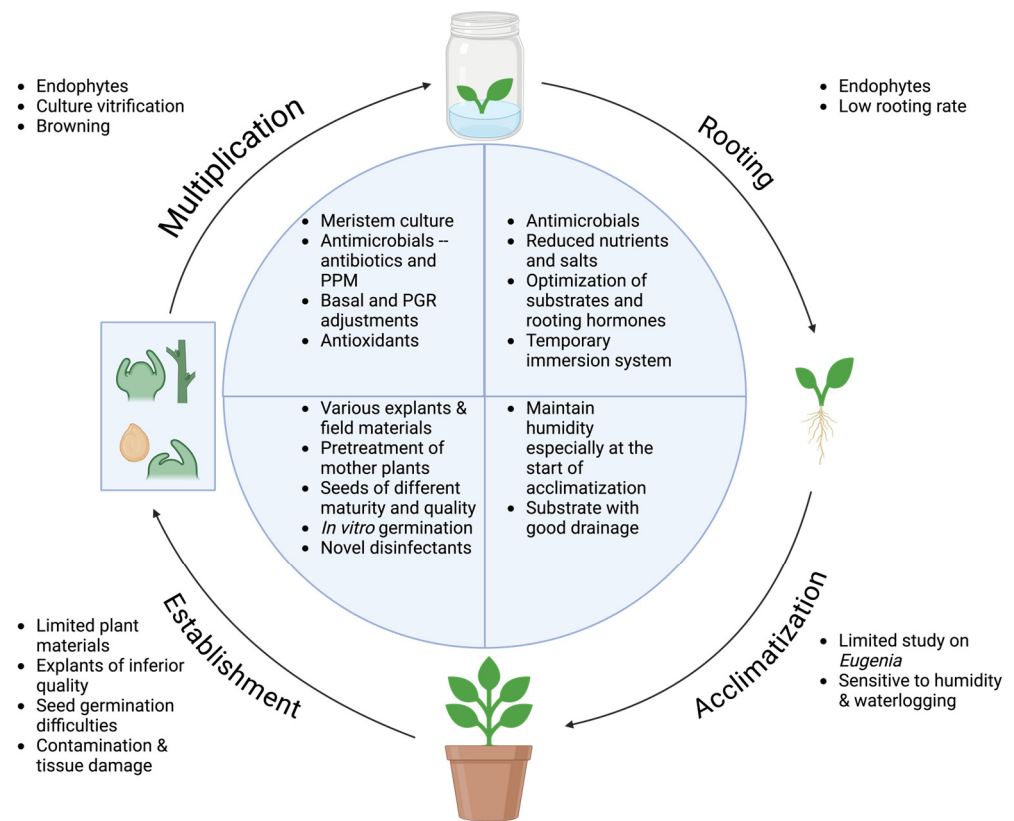 • Endophytes
• Culture vitrification
• Browning
Multiplication
• Endophytes
• Low rooting rate
Rooting
• Meristem culture
• Antimicrobials --
antibiotics and
PPM
• Basal and PGR
adjustments
• Antioxidants
• Antimicrobials
• Reduced nutrients
and salts
• Optimization of
substrates and
rooting hormones
• Temporary
immersion system
• Various explants &
field materials
• Pretreatment of
mother plants
• Seeds of different
maturity and quality
• In vitro germination
• Novel disinfectants
• Maintain
humidity
especially at the
start of
acclimatization
• Substrate with
good drainage
Establishment
• Limited plant
materials
• Explants of inferior
quality
• Seed germination
difficulties
• Contamination &
tissue damage
Acclimatization
• Limited study on
Eugenia
• Sensitive to humidity
& waterlogging